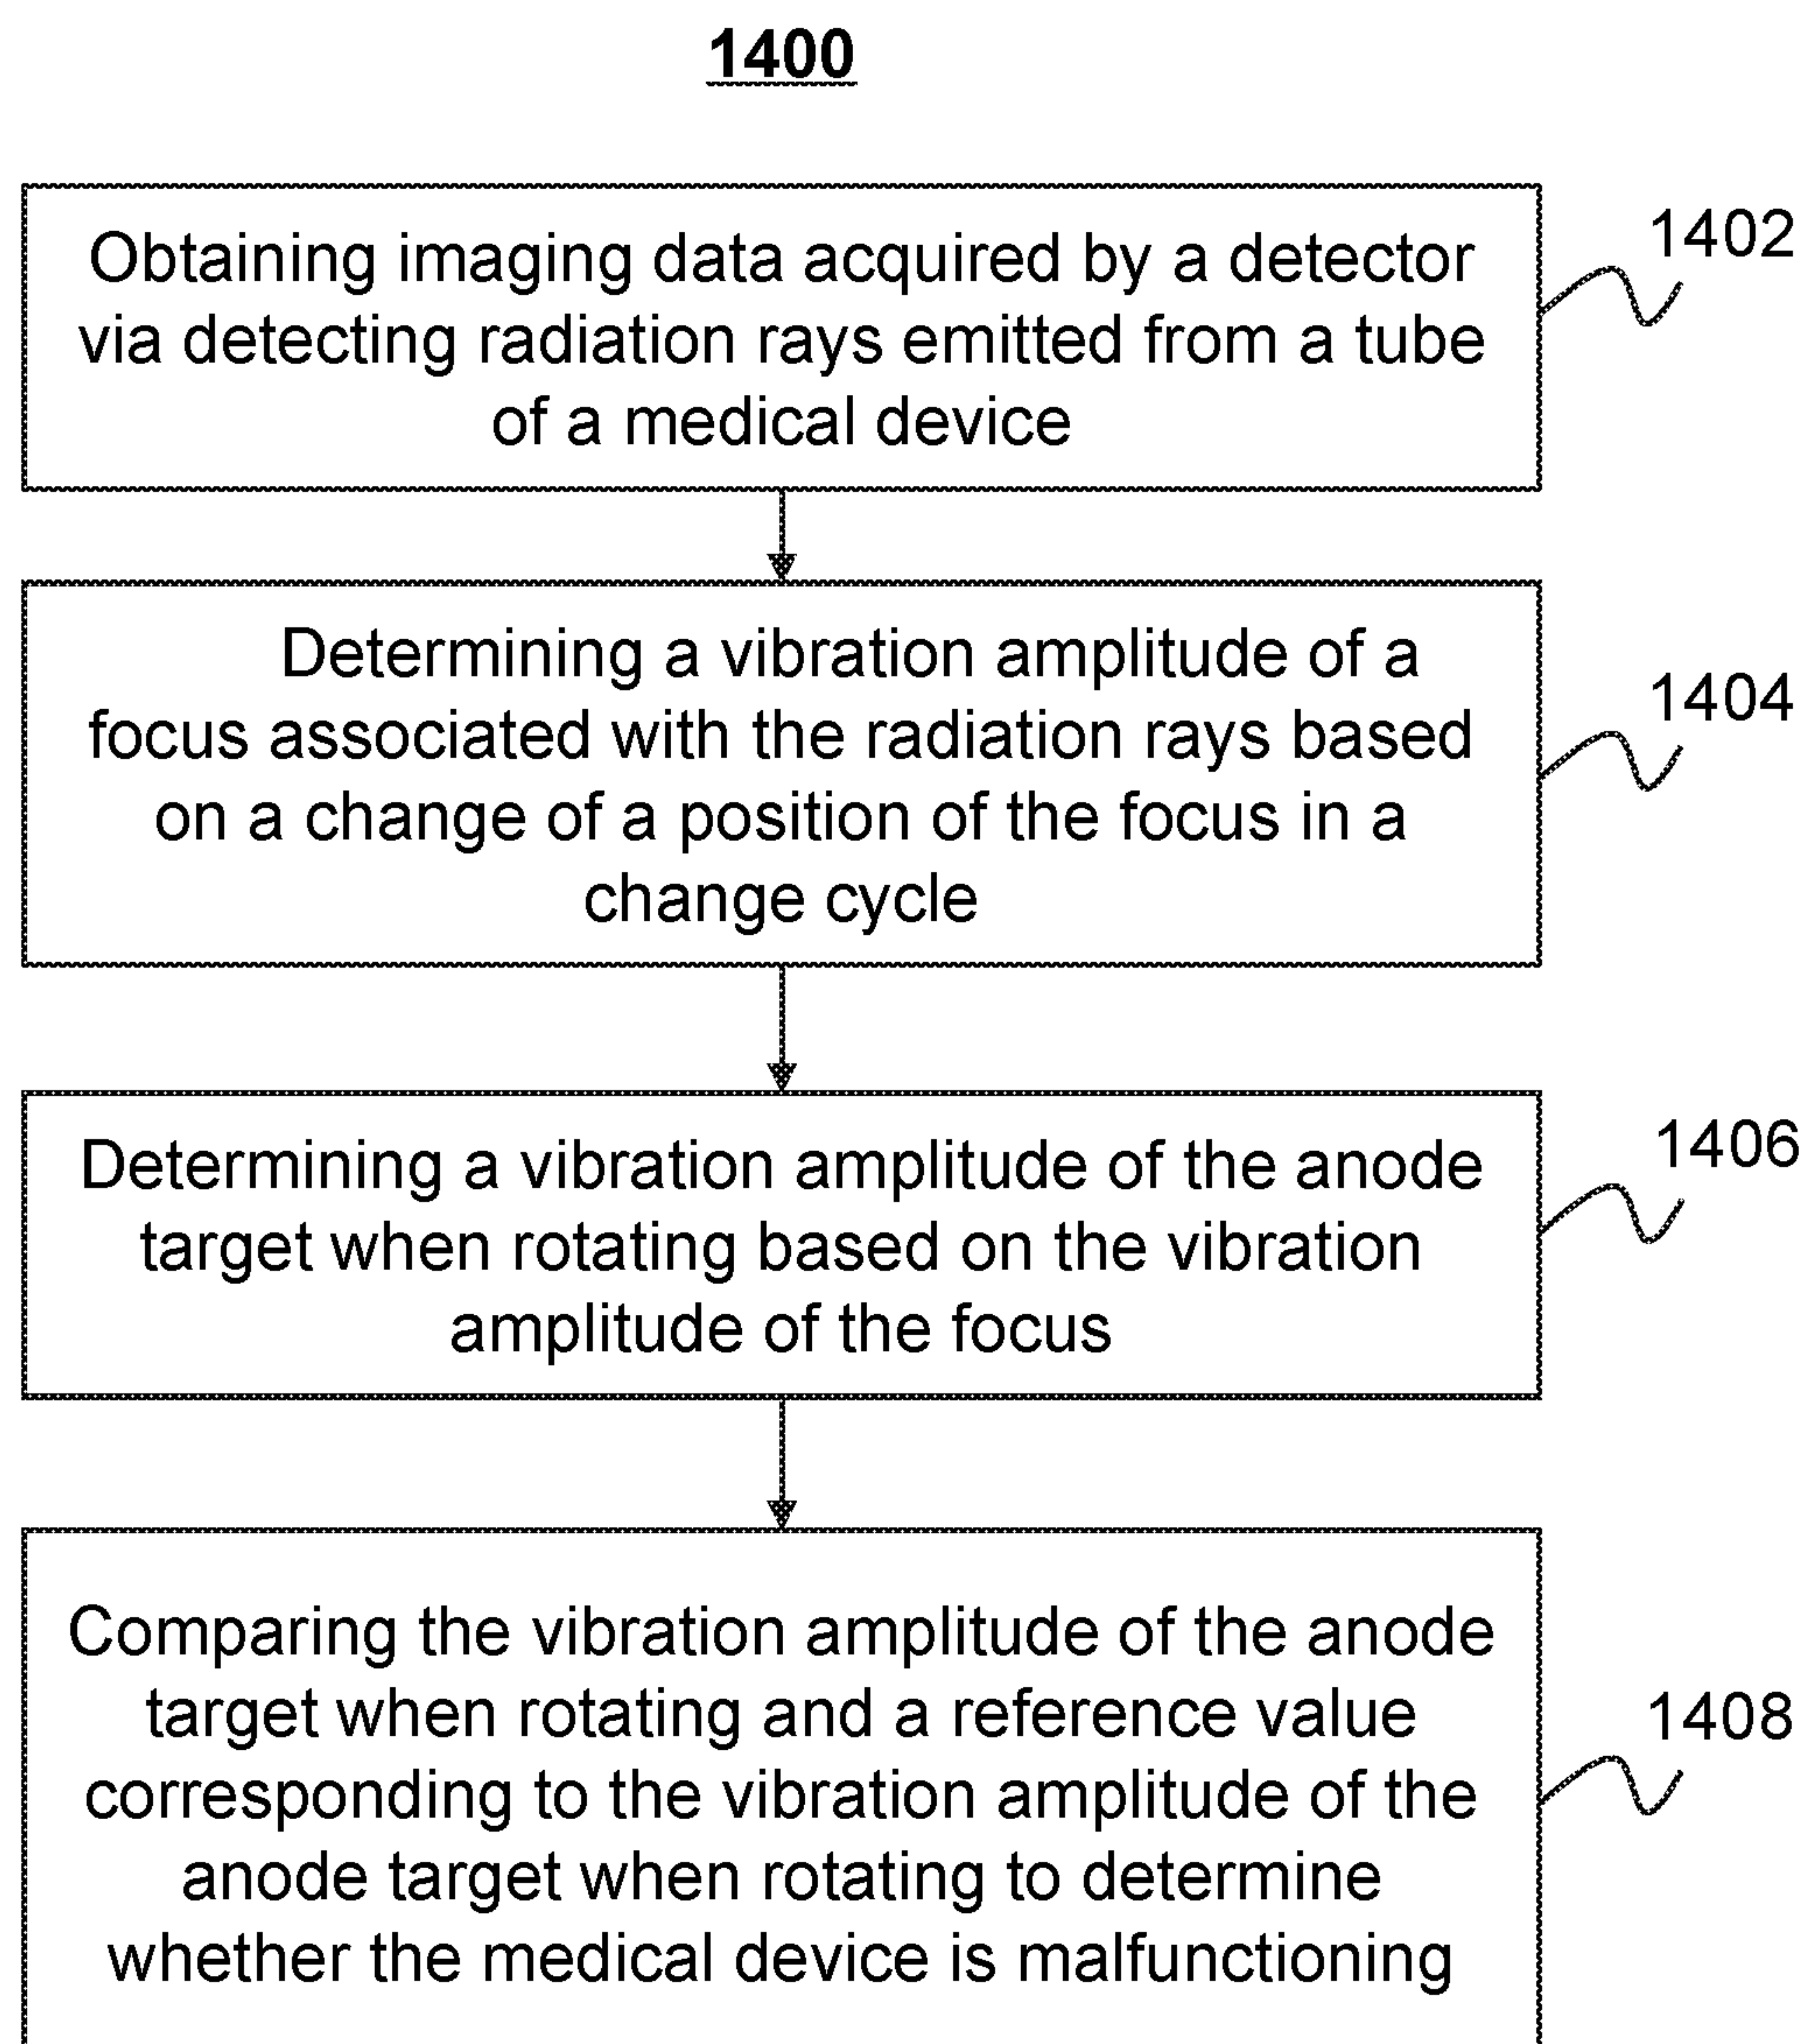 1400
Obtaining imaging data acquired by a detector
via detecting radiation rays emitted from a tube
of a medical device
1402
Determining a vibration amplitude of a
focus associated with the radiation rays based
on a change of a position of the focus in a
change cycle
1404
Determining a vibration amplitude of the anode
target when rotating based on the vibration
amplitude of the focus
1406
Comparing the vibration amplitude of the anode
target when rotating and a reference value
corresponding to the vibration amplitude of the
anode target when rotating to determine
whether the medical device is malfunctioning
1408